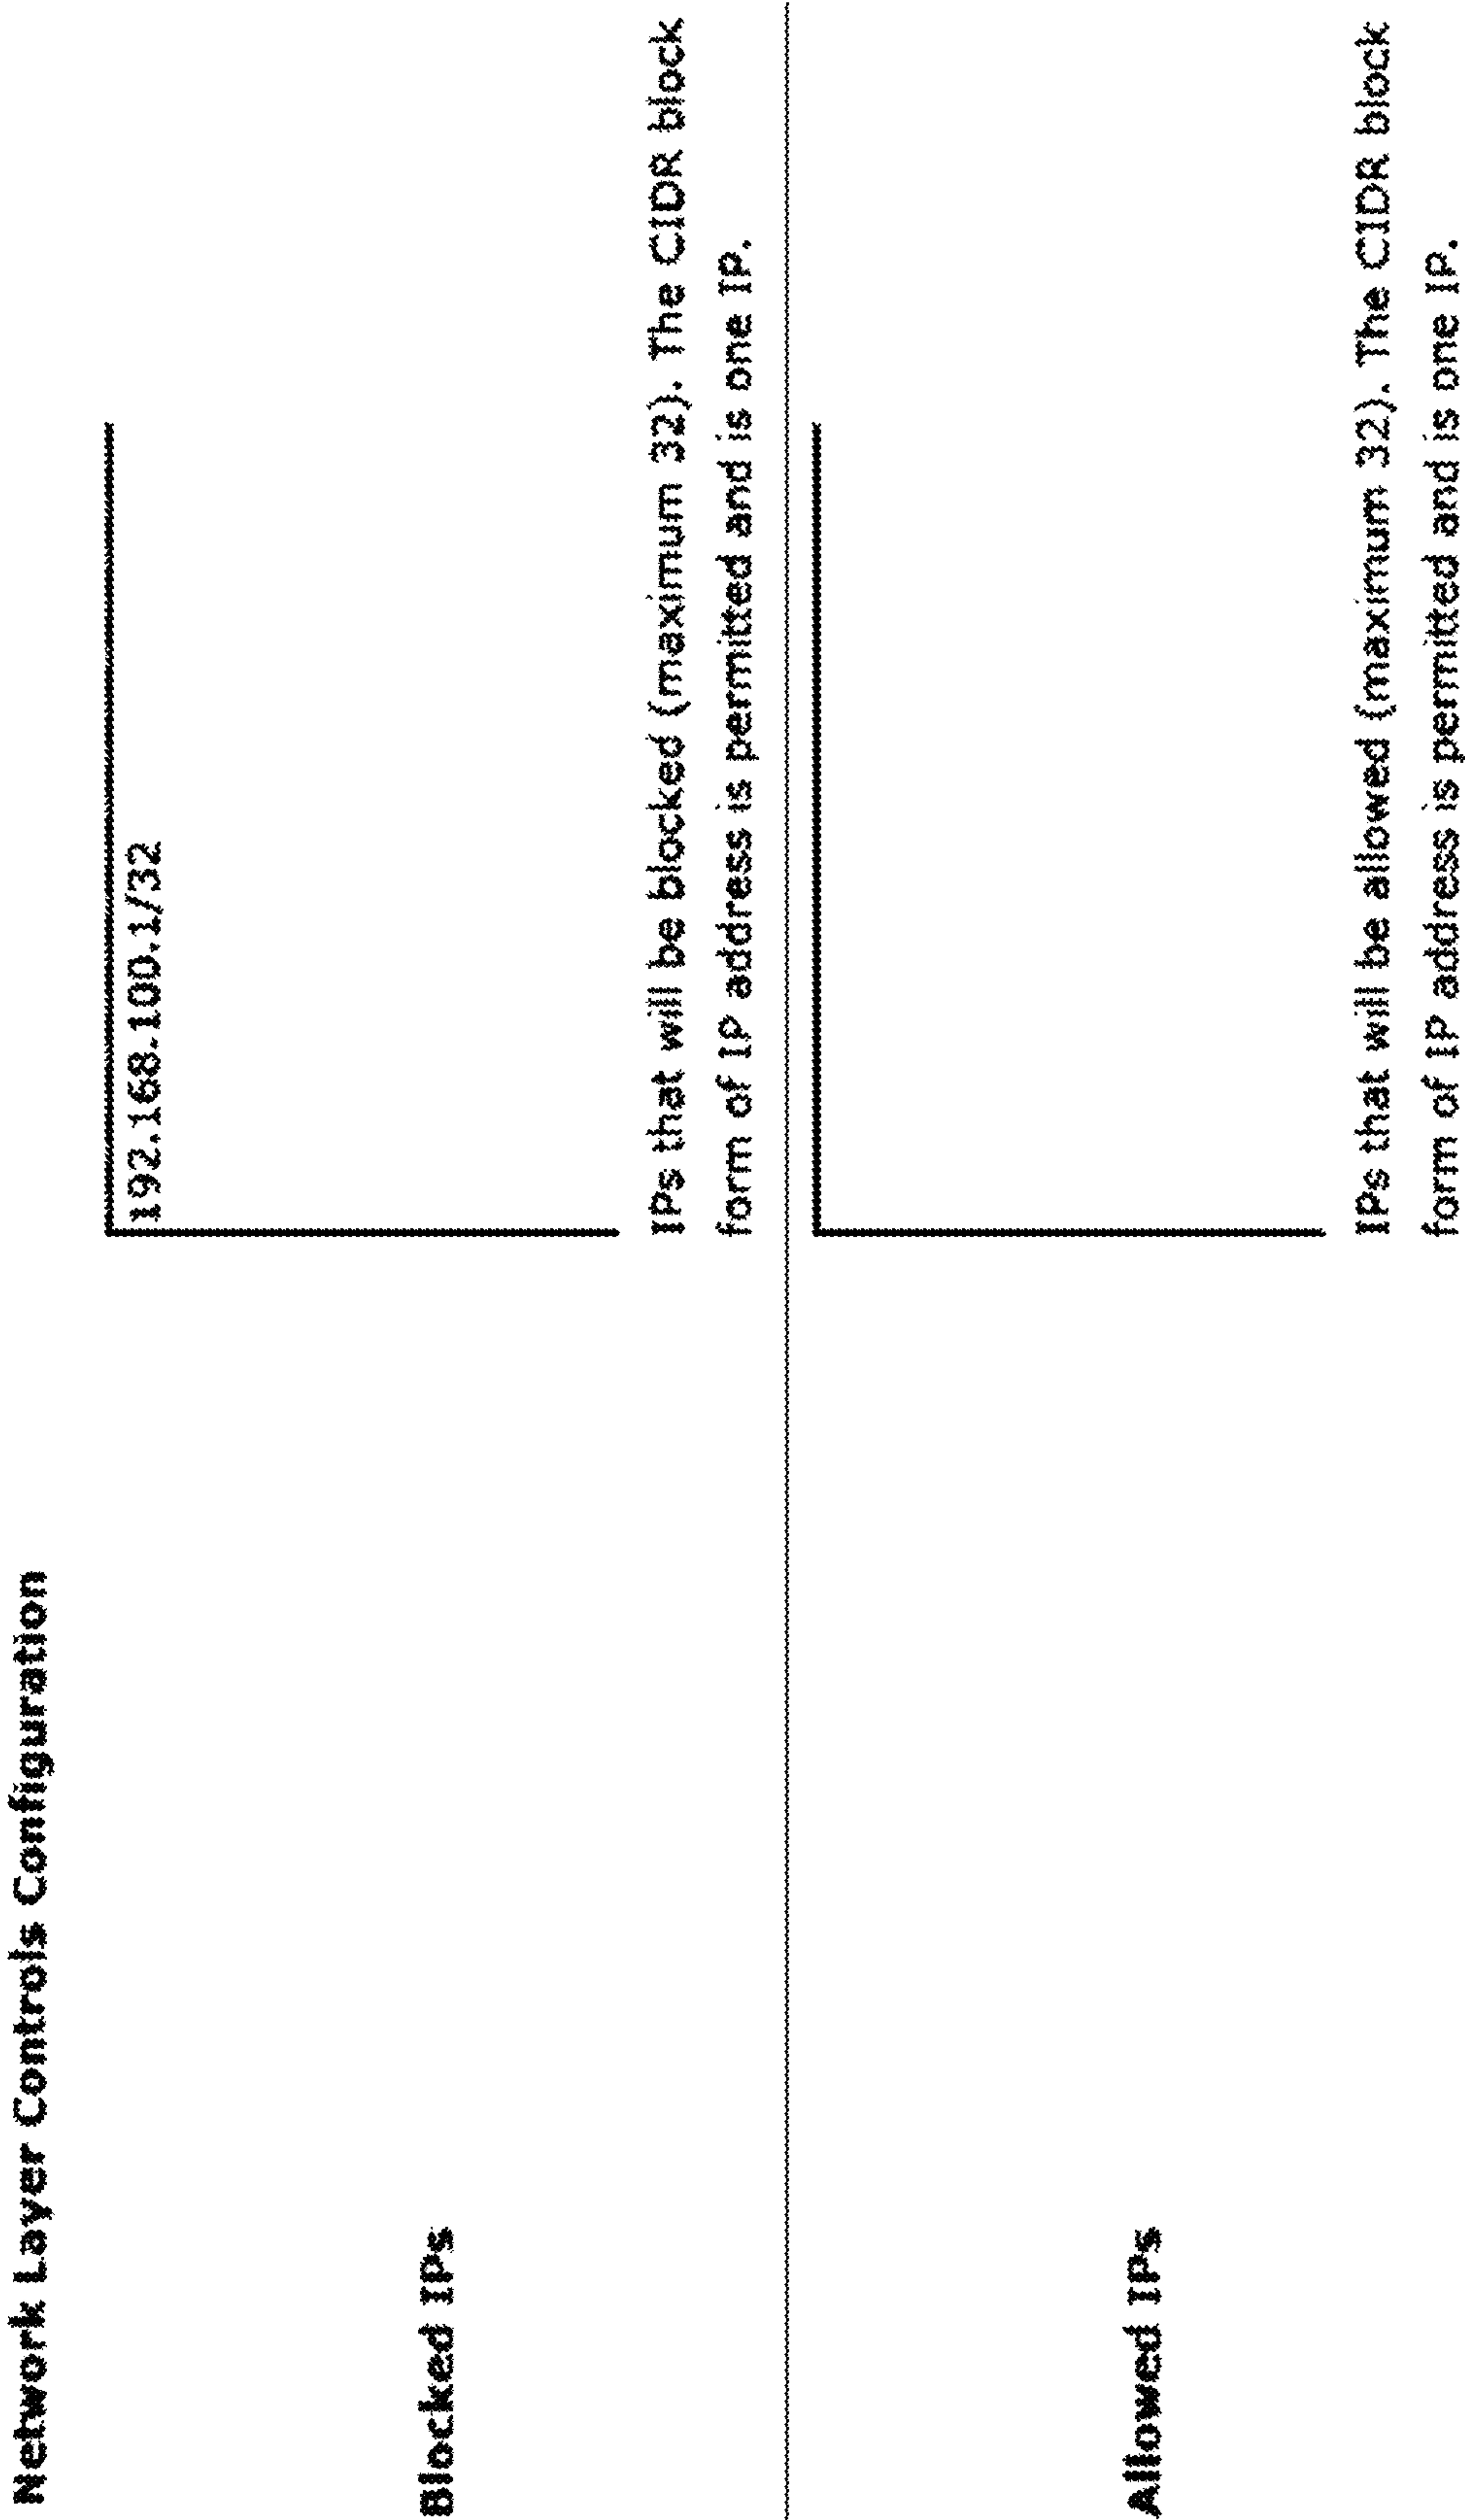 Network Layer Controls Configuration
192.168.100.1/32
Blocked IPs
IPs that will be blocked (maximum 32). The CIDR block
form of IP address is permitted and is one IP.
Allowed IPs
IPs that will be allowed (maximum 32). The CIDR block
form of IP address is permitted and is one IP.